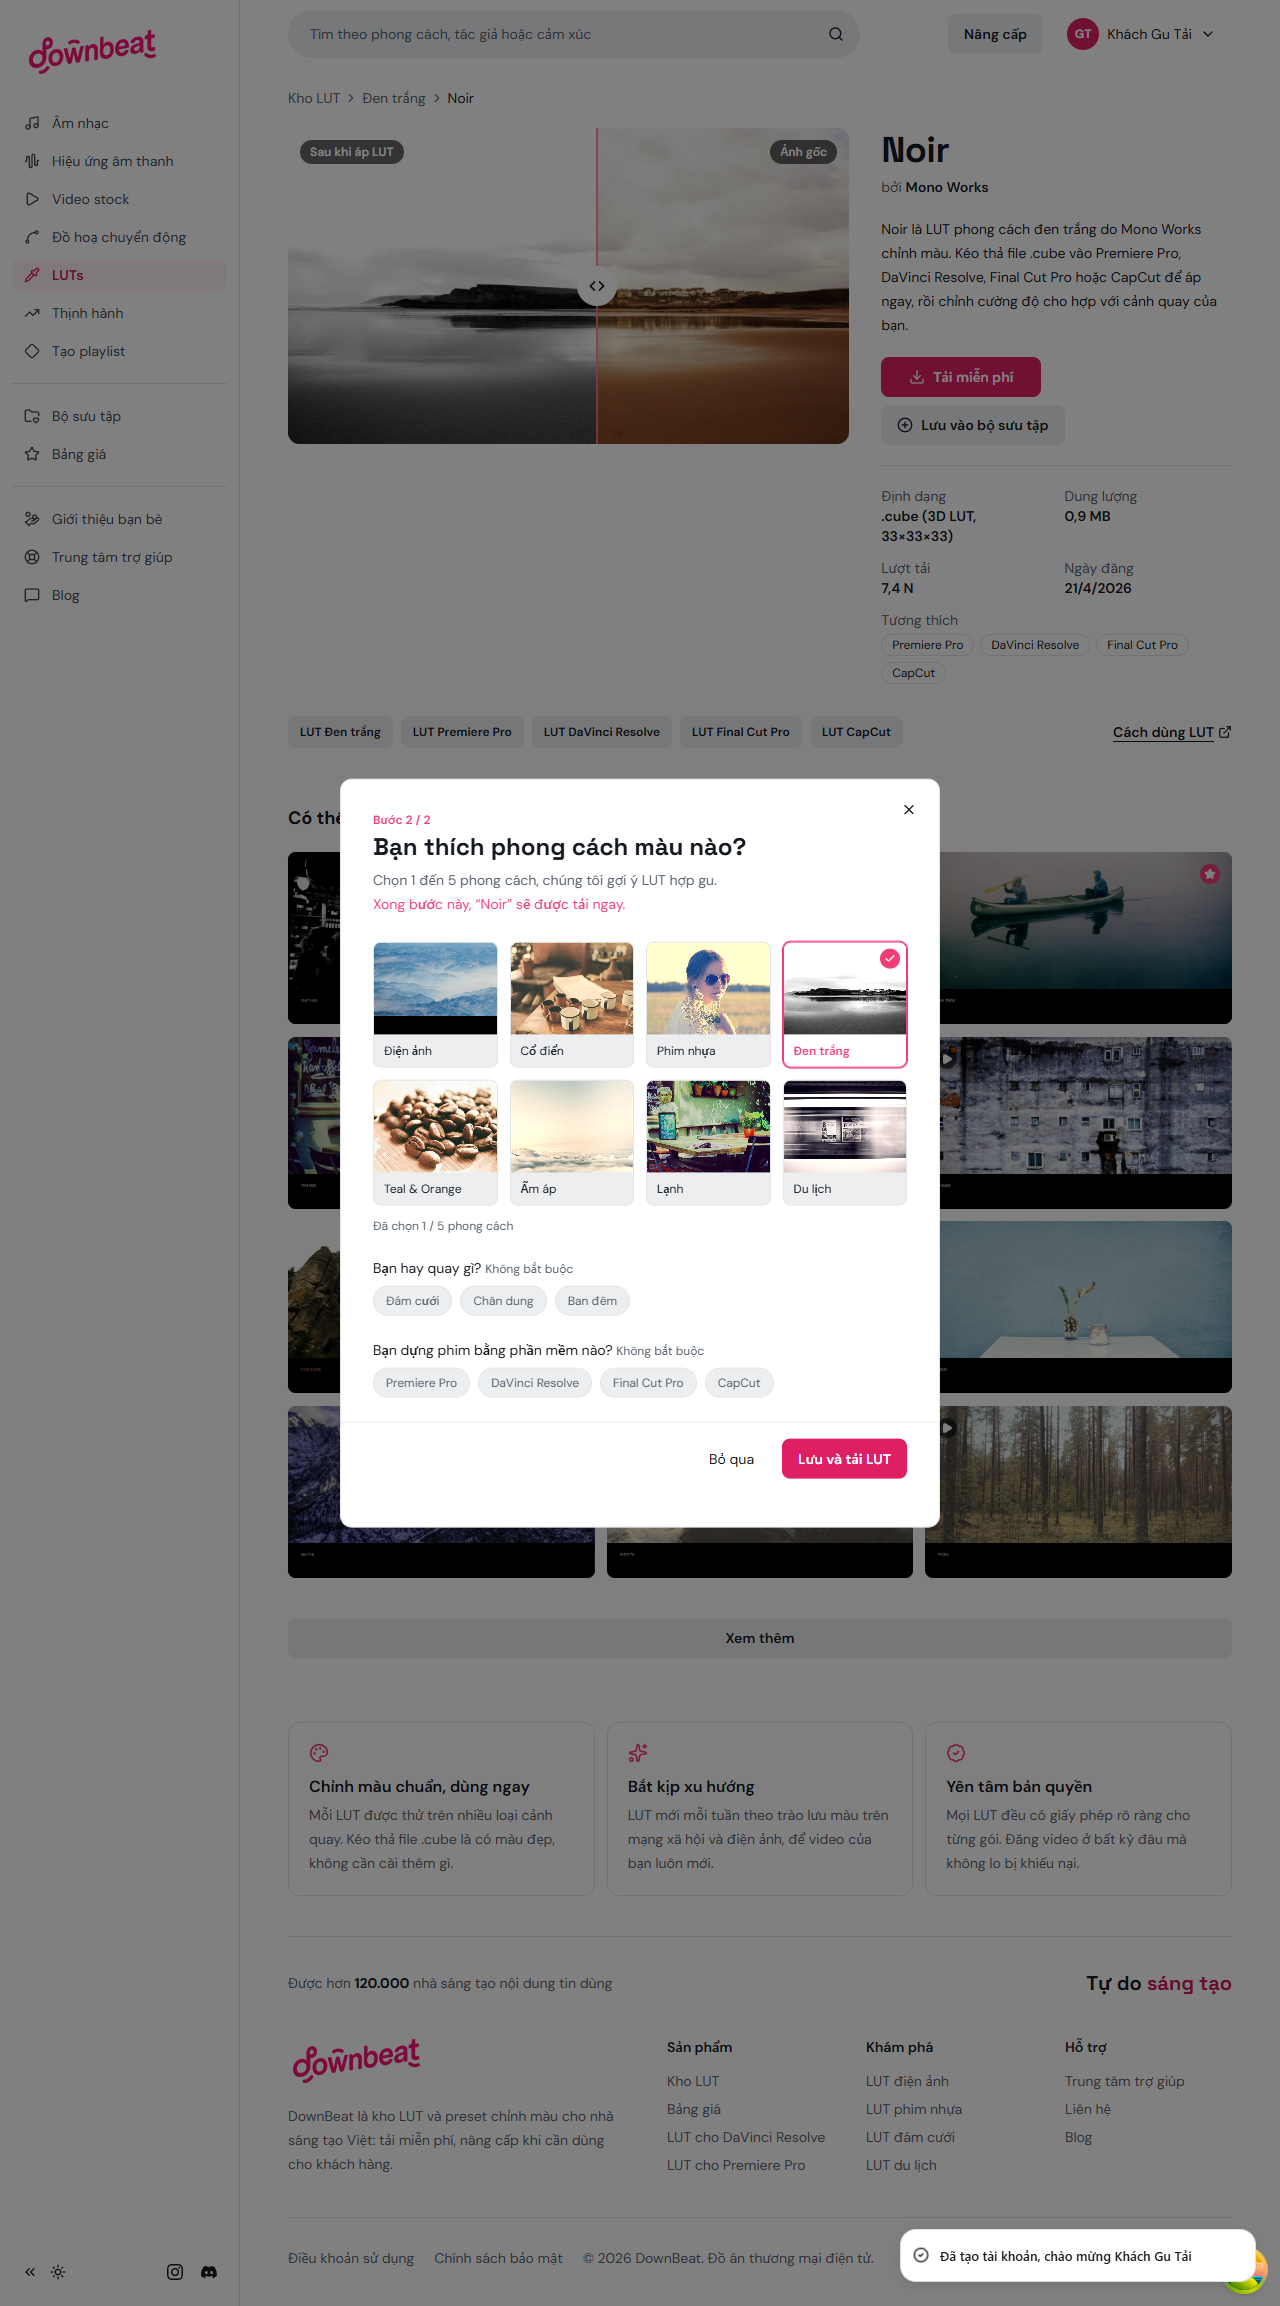 downbeat
Tìm theo phong cách, tác giả hoặc cảm xúc
Nâng cấp
GT
Khách Gu Tải
Âm nhạc
Hiệu ứng âm thanh
Video stock
Đồ hoạ chuyển động
LUTs
Thịnh hành
Tạo playlist
Bộ sưu tập
Bảng giá
Giới thiệu bạn bè
Trung tâm trợ giúp
Blog
Kho LUT > Đen trắng > Noir
Sau khi áp LUT
Ảnh gốc
Noir
bởi Mono Works
Noir là LUT phong cách đen trắng do Mono Works
chỉnh màu. Kéo thả file .cube vào Premiere Pro,
DaVinci Resolve, Final Cut Pro hoặc CapCut để áp
ngay, rồi chỉnh cường độ cho hợp với cảnh quay của
bạn.
Tải miễn phí
Lưu vào bộ sưu tập
Định dạng
.cube (3D LUT,
33×33×33)
Dung lượng
0,9 MB
Lượt tải
7,4 N
Ngày đăng
21/4/2026
Tương thích
Premiere Pro
DaVinci Resolve
Final Cut Pro
CapCut
LUT Đen trắng
LUT Premiere Pro
LUT DaVinci Resolve
LUT Final Cut Pro
LUT CapCut
Cách dùng LUT
Có thể
Bước 2 / 2
Bạn thích phong cách màu nào?
Chọn 1 đến 5 phong cách, chúng tôi gợi ý LUT hợp gu.
Xong bước này, “Noir” sẽ được tải ngay.
Điện ảnh
Cổ điển
Phim nhựa
Đen trắng
Teal & Orange
Ấm áp
Lạnh
Du lịch
Đã chọn 1 / 5 phong cách
Bạn hay quay gì? Không bắt buộc
Đám cưới
Chân dung
Ban đêm
Bạn dựng phim bằng phần mềm nào? Không bắt buộc
Premiere Pro
DaVinci Resolve
Final Cut Pro
CapCut
Bỏ qua
Lưu và tải LUT
Xem thêm
Chỉnh màu chuẩn, dùng ngay
Mỗi LUT được thử trên nhiều loại cảnh
quay. Kéo thả file .cube là có màu đẹp,
không cần cài thêm gì.
Bắt kịp xu hướng
LUT mới mỗi tuần theo trào lưu màu trên
mạng xã hội và điện ảnh, để video của
bạn luôn mới.
Yên tâm bản quyền
Mọi LUT đều có giấy phép rõ ràng cho
từng gói. Đăng video ở bất kỳ đâu mà
không lo bị khiếu nại.
Được hơn 120.000 nhà sáng tạo nội dung tin dùng
Tự do sáng tạo
downbeat
DownBeat là kho LUT và preset chỉnh màu cho nhà
sáng tạo Việt: tải miễn phí, nâng cấp khi cần dùng
cho khách hàng.
Sản phẩm
Kho LUT
Bảng giá
LUT cho DaVinci Resolve
LUT cho Premiere Pro
Khám phá
LUT điện ảnh
LUT phim nhựa
LUT đám cưới
LUT du lịch
Hỗ trợ
Trung tâm trợ giúp
Liên hệ
Blog
Điều khoản sử dụng
Chính sách bảo mật
© 2026 DownBeat. Đồ án thương mại điện tử.
Đã tạo tài khoản, chào mừng Khách Gu Tải